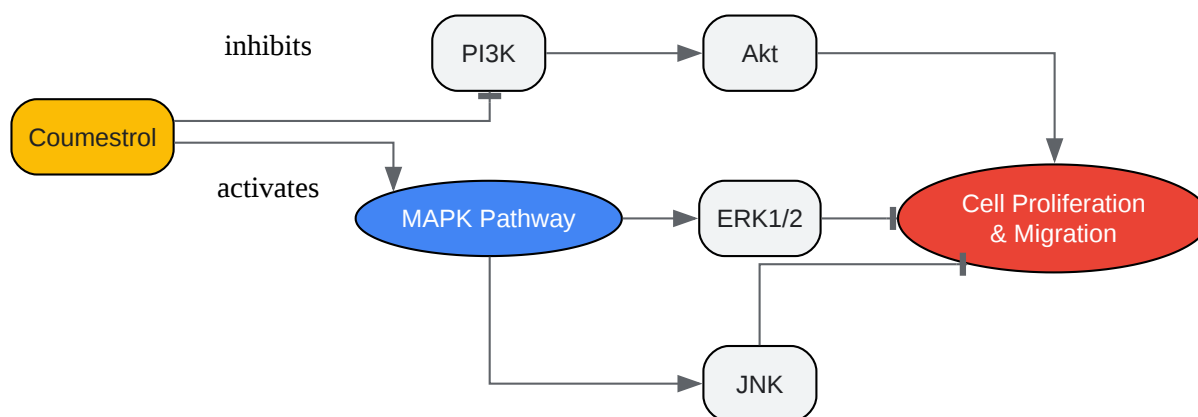 inhibits
PI3K
Akt
Coumestrol
activates
MAPK Pathway
ERK1/2
Cell Proliferation
& Migration
JNK